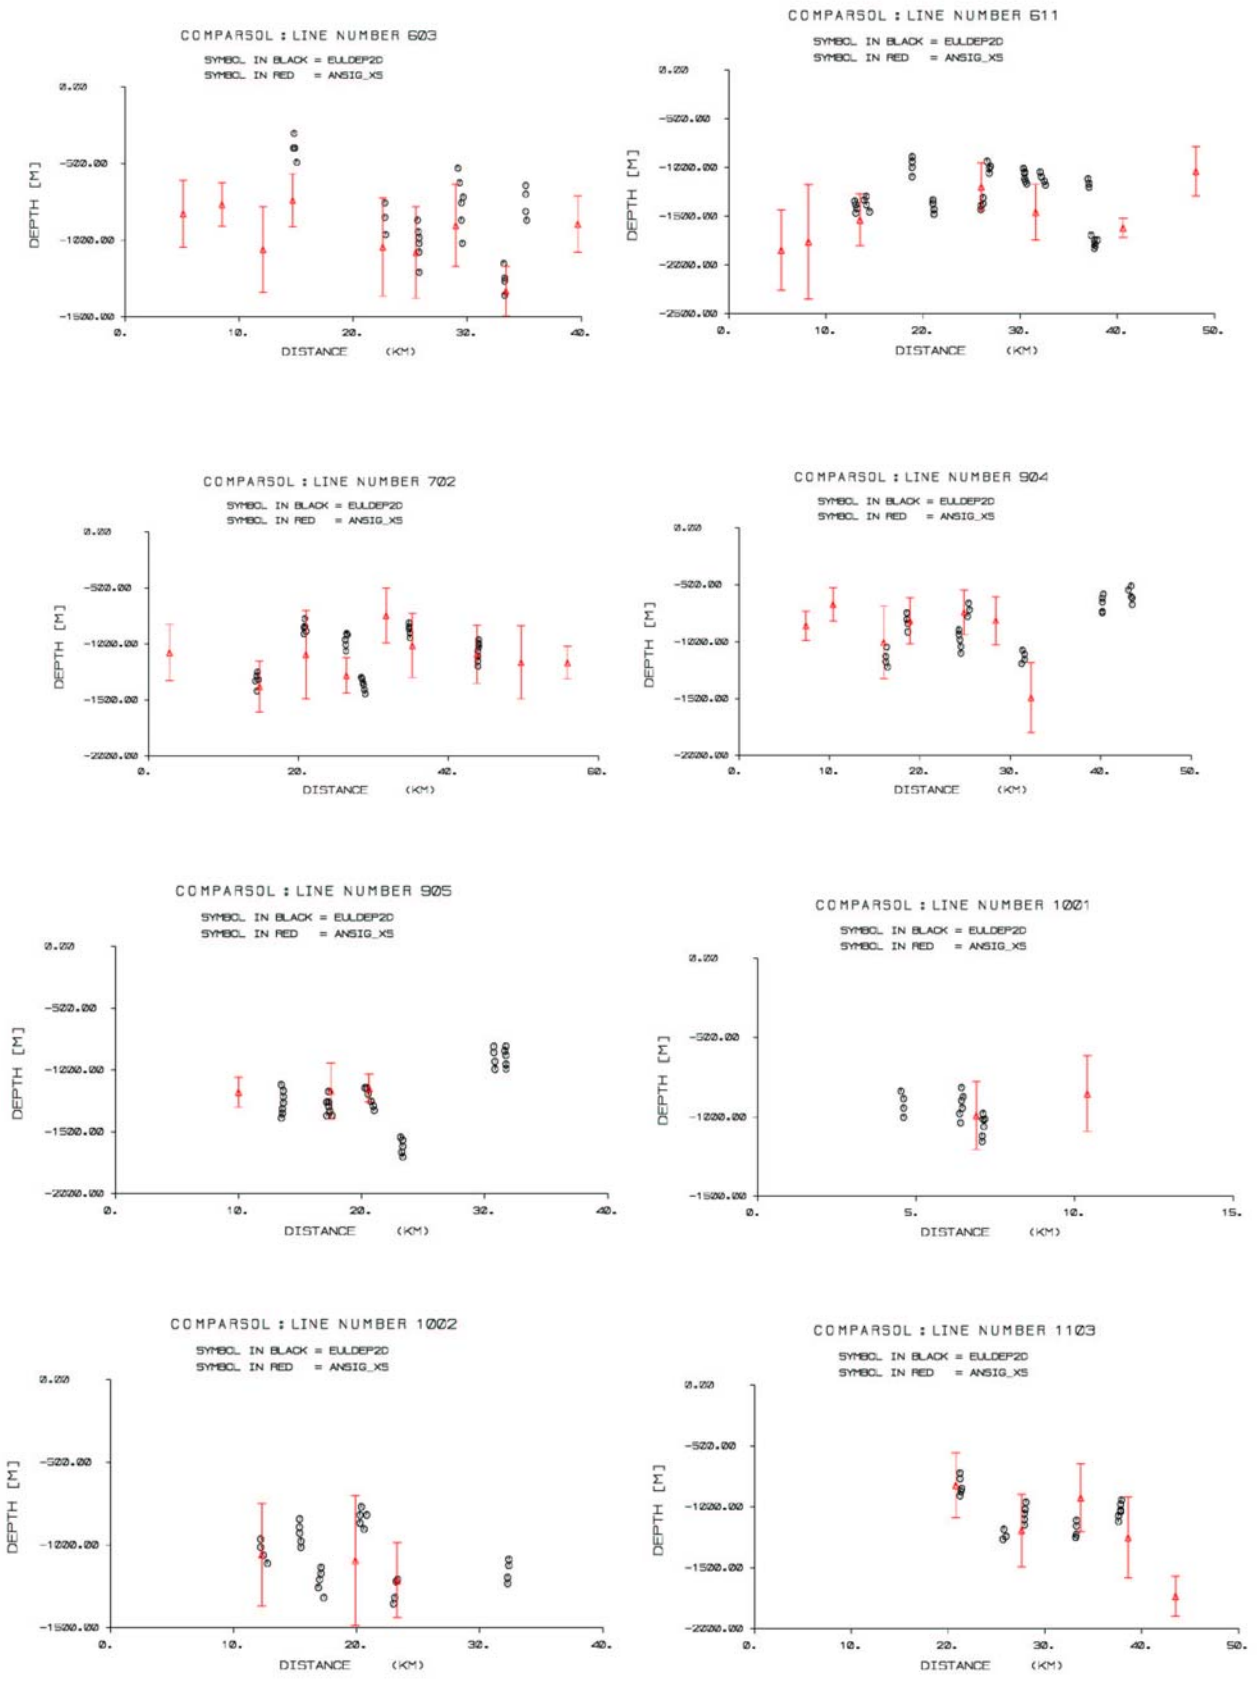 COMPARSOL : LINE NUMBER 603
SYMBOL IN BLACK = EULDEP2D
SYMBOL IN RED = ANSIG_XS
0.00
-500.00
-1000.00
-1500.00
DEPTH [M]
0. 10. 20. 30. 40.
DISTANCE (KM)
COMPARSOL : LINE NUMBER 611
SYMBOL IN BLACK = EULDEP2D
SYMBOL IN RED = ANSIG_XS
0.00
-500.00
-1000.00
-1500.00
-2000.00
-2500.00
DEPTH [M]
0. 10. 20. 30. 40. 50.
DISTANCE (KM)
COMPARSOL : LINE NUMBER 702
SYMBOL IN BLACK = EULDEP2D
SYMBOL IN RED = ANSIG_XS
0.00
-500.00
-1000.00
-1500.00
-2000.00
DEPTH [M]
0. 20. 40. 60.
DISTANCE (KM)
COMPARSOL : LINE NUMBER 904
SYMBOL IN BLACK = EULDEP2D
SYMBOL IN RED = ANSIG_XS
0.00
-500.00
-1000.00
-1500.00
-2000.00
DEPTH [M]
0. 10. 20. 30. 40. 50.
DISTANCE (KM)
COMPARSOL : LINE NUMBER 905
SYMBOL IN BLACK = EULDEP2D
SYMBOL IN RED = ANSIG_XS
0.00
-500.00
-1000.00
-1500.00
-2000.00
DEPTH [M]
0. 10. 20. 30. 40.
DISTANCE (KM)
COMPARSOL : LINE NUMBER 1001
SYMBOL IN BLACK = EULDEP2D
SYMBOL IN RED = ANSIG_XS
0.00
-500.00
-1000.00
-1500.00
DEPTH [M]
0. 5. 10. 15.
DISTANCE (KM)
COMPARSOL : LINE NUMBER 1002
SYMBOL IN BLACK = EULDEP2D
SYMBOL IN RED = ANSIG_XS
0.00
-500.00
-1000.00
-1500.00
DEPTH [M]
0. 10. 20. 30. 40.
DISTANCE (KM)
COMPARSOL : LINE NUMBER 1103
SYMBOL IN BLACK = EULDEP2D
SYMBOL IN RED = ANSIG_XS
0.00
-500.00
-1000.00
-1500.00
-2000.00
DEPTH [M]
0. 10. 20. 30. 40. 50.
DISTANCE (KM)